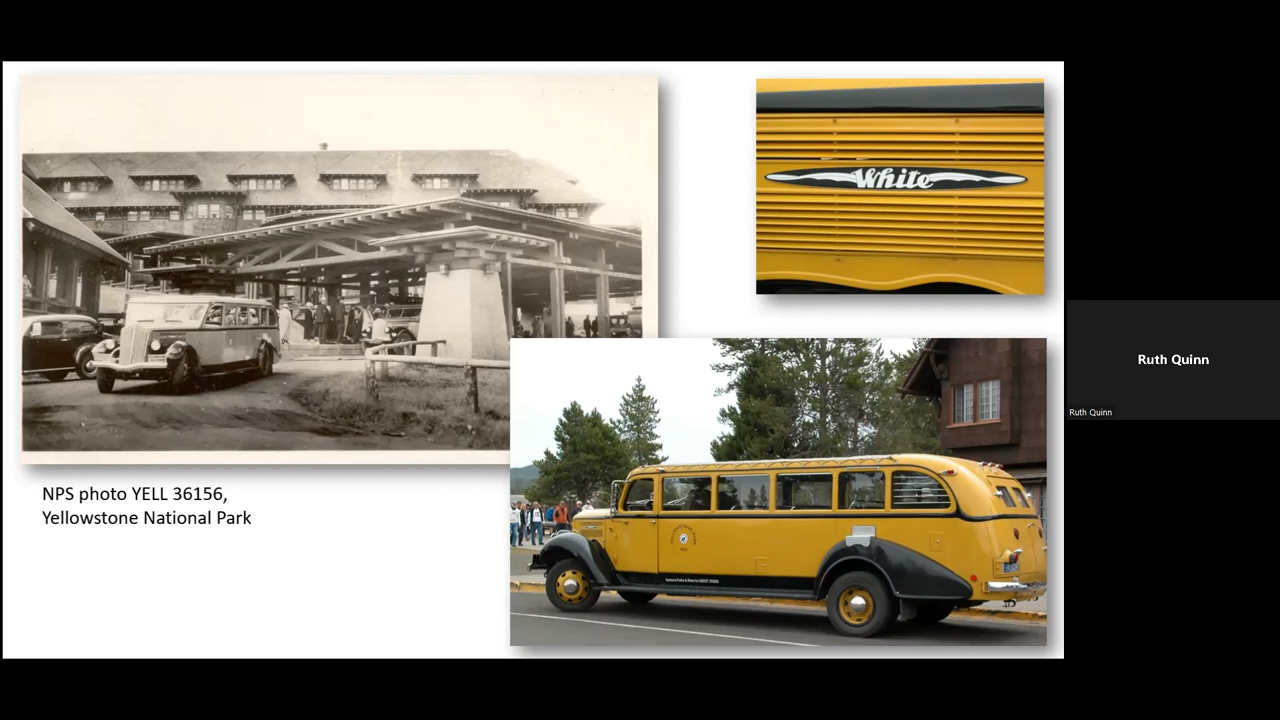 White
NPS photo YELL 36156,
Yellowstone National Park
Ruth Quinn
Ruth Quinn